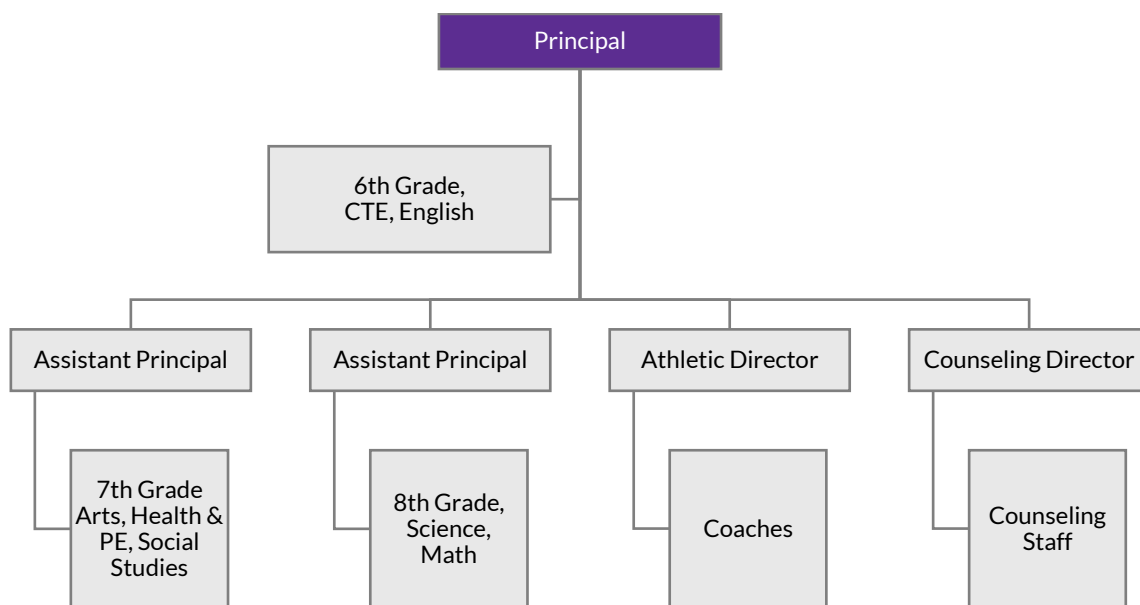 Principal
6th Grade,
CTE, English
Assistant Principal
Assistant Principal
Athletic Director
Counseling Director
7th Grade
Arts, Health &
PE, Social
Studies
8th Grade,
Science,
Math
Coaches
Counseling
Staff